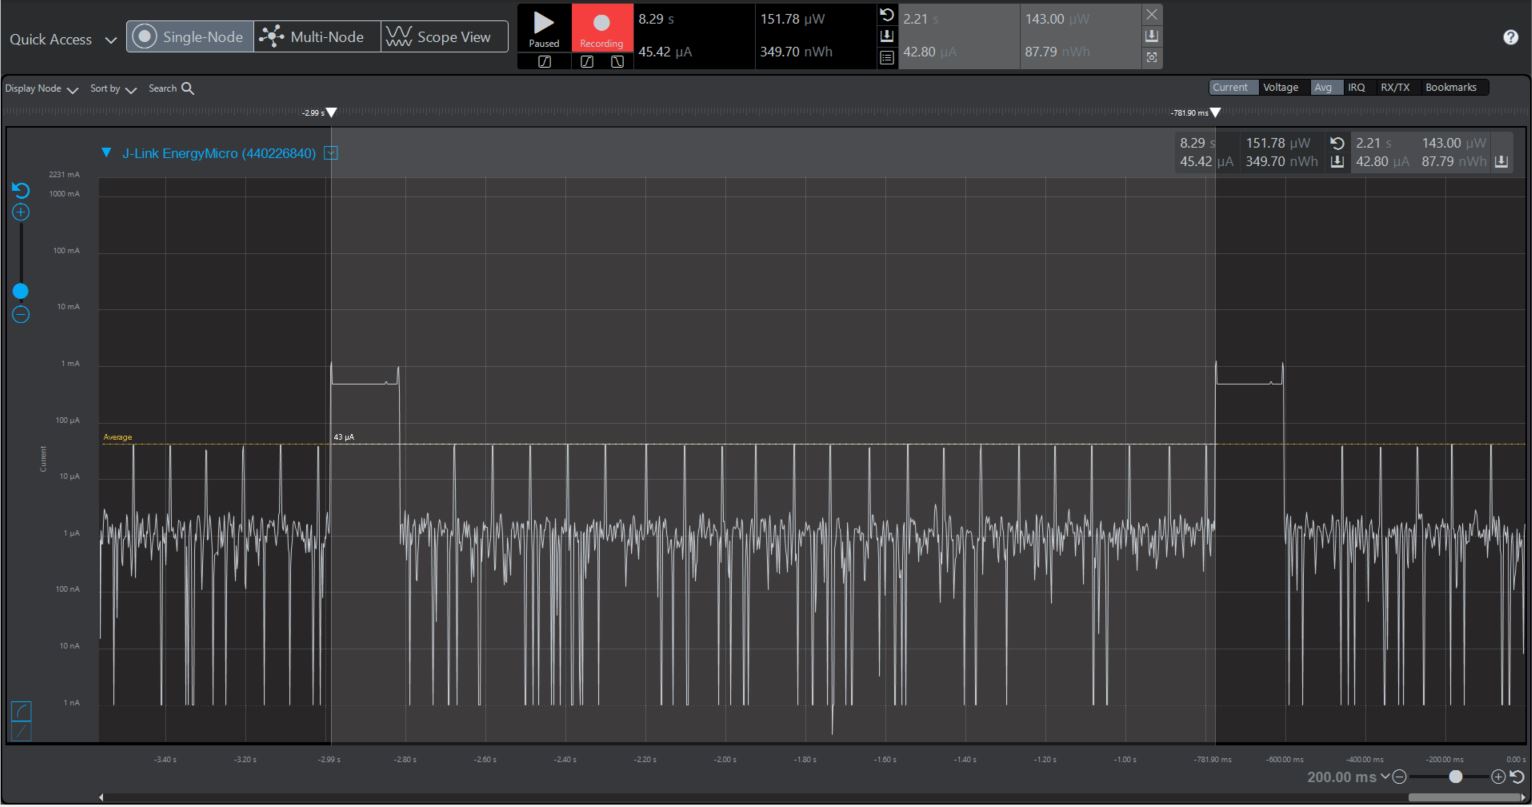 Quick Access
Single-Node
Multi-Node
Scope View
Paused
Recording
8.29 s
45.42 µA
151.78 µW
349.70 nWh
2.21 s
42.80 µA
143.00 µW
87.79 nWh
?
Display Node
Sort by
Search
Current
Voltage
Avg
IRQ
RX/TX
Bookmarks
-2.99 s
-781.90 ms
J-Link EnergyMicro (440226840)
8.29 s
45.42 µA
151.78 µW
349.70 nWh
2.21 s
42.80 µA
143.00 µW
87.79 nWh
2231 mA
1000 mA
100 mA
10 mA
1 mA
100 µA
10 µA
1 µA
100 nA
10 nA
1 nA
Current
Average
43 µA
-3.40 s
-3.20 s
-2.99 s
-2.80 s
-2.60 s
-2.40 s
-2.20 s
-2.00 s
-1.80 s
-1.60 s
-1.40 s
-1.20 s
-1.00 s
-781.90 ms
-600.00 ms
-400.00 ms
-200.00 ms
0.00 s
200.00 ms